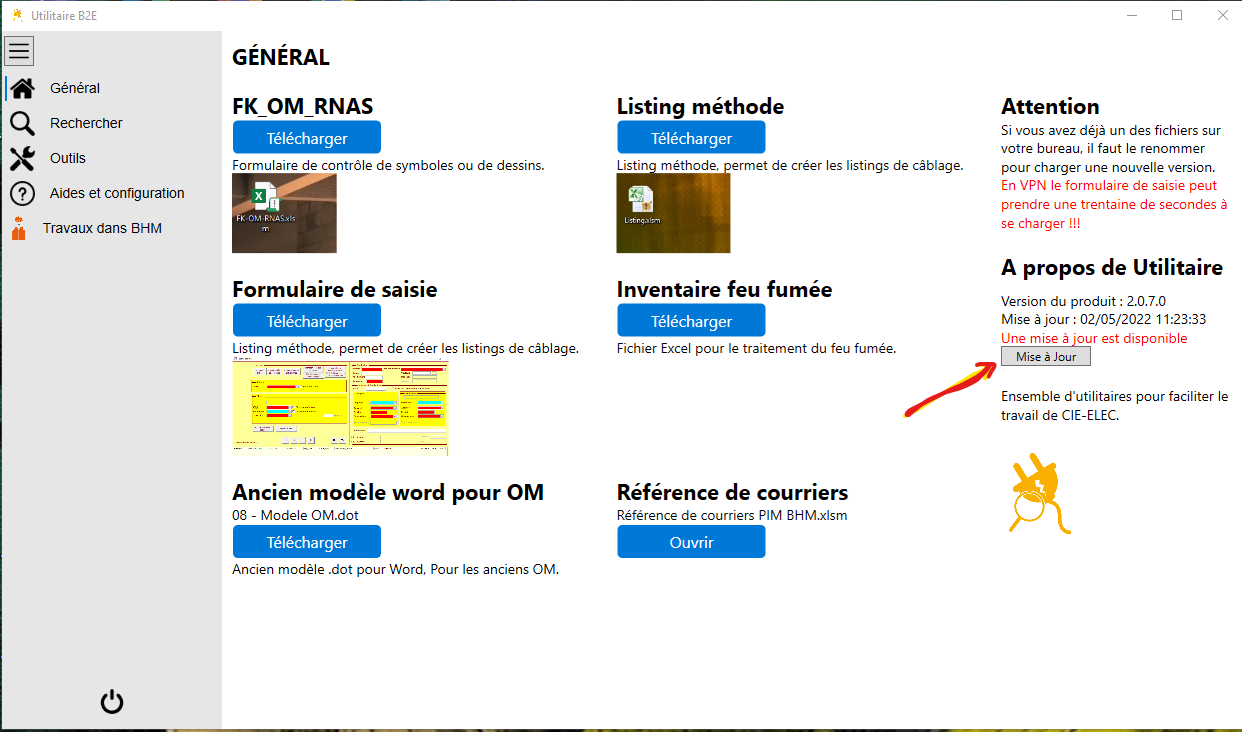 Utilitaire B2E
Général
Rechercher
Outils
Aides et configuration
Travaux dans BHM
GÉNÉRAL
FK_OM_RNAS
Télécharger
Formulaire de contrôle de symboles ou de dessins.
FK-OM-RNAS.xls
m
Listing méthode
Télécharger
Listing méthode, permet de créer les listings de câblage.
Listing.xlsm
Formulaire de saisie
Télécharger
Listing méthode, permet de créer les listings de câblage.
Inventaire feu fumée
Télécharger
Fichier Excel pour le traitement du feu fumée.
Ancien modèle word pour OM
08 - Modele OM.dot
Télécharger
Ancien modèle .dot pour Word, Pour les anciens OM.
Référence de courriers
Référence de courriers PIM BHM.xlsm
Ouvrir
Attention
Si vous avez déjà un des fichiers sur
votre bureau, il faut le renommer
pour charger une nouvelle version.
En VPN le formulaire de saisie peut
prendre une trentaine de secondes à
se charger !!!
A propos de Utilitaire
Version du produit : 2.0.7.0
Mise à jour : 02/05/2022 11:23:33
Une mise à jour est disponible
Mise à Jour
Ensemble d'utilitaires pour faciliter le
travail de CIE-ELEC.